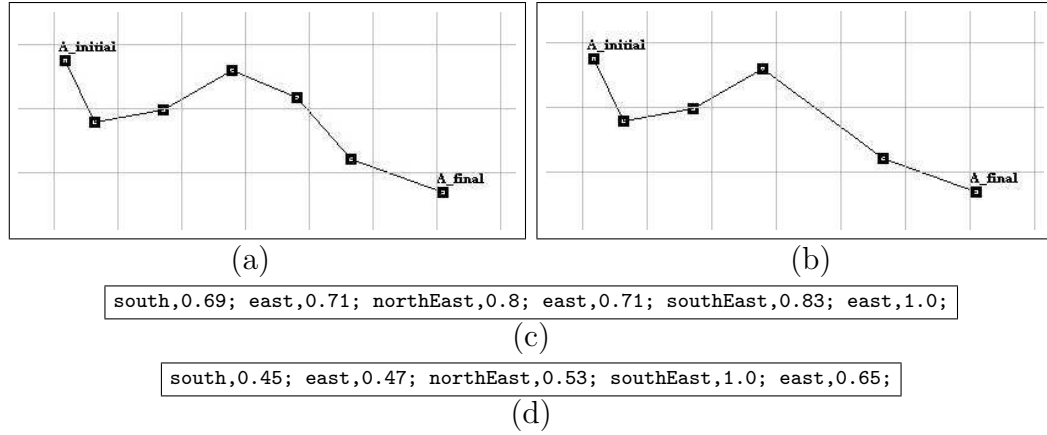 A_initial
A_final
A_initial
A_final
(a)
(b)
south,0.69; east,0.71; northEast,0.8; east,0.71; southEast,0.83; east,1.0;
(c)
south,0.45; east,0.47; northEast,0.53; southEast,1.0; east,0.65;
(d)